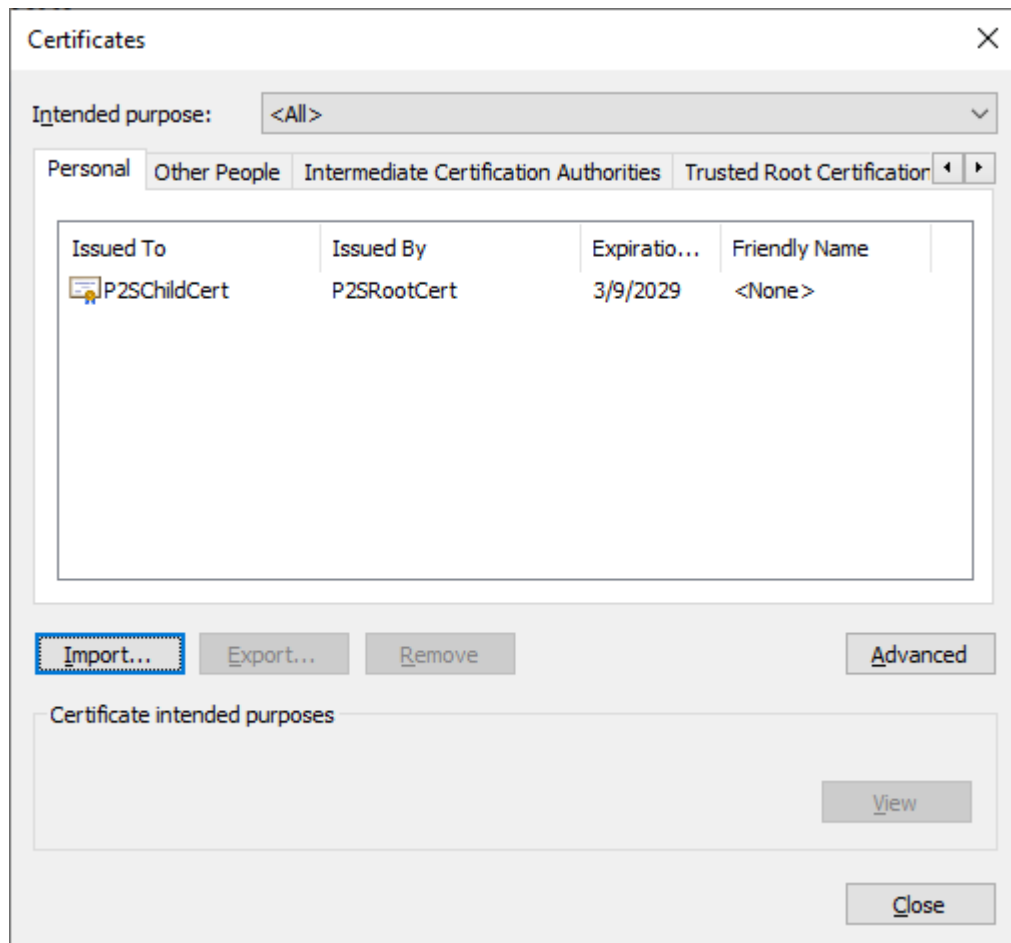 Certificates
Intended purpose: <All>
Personal Other People Intermediate Certification Authorities Trusted Root Certification
Issued To Issued By Expiratio... Friendly Name
P2SChildCert P2SRootCert 3/9/2029 <None>
Import... Export... Remove Advanced
Certificate intended purposes
View
Close